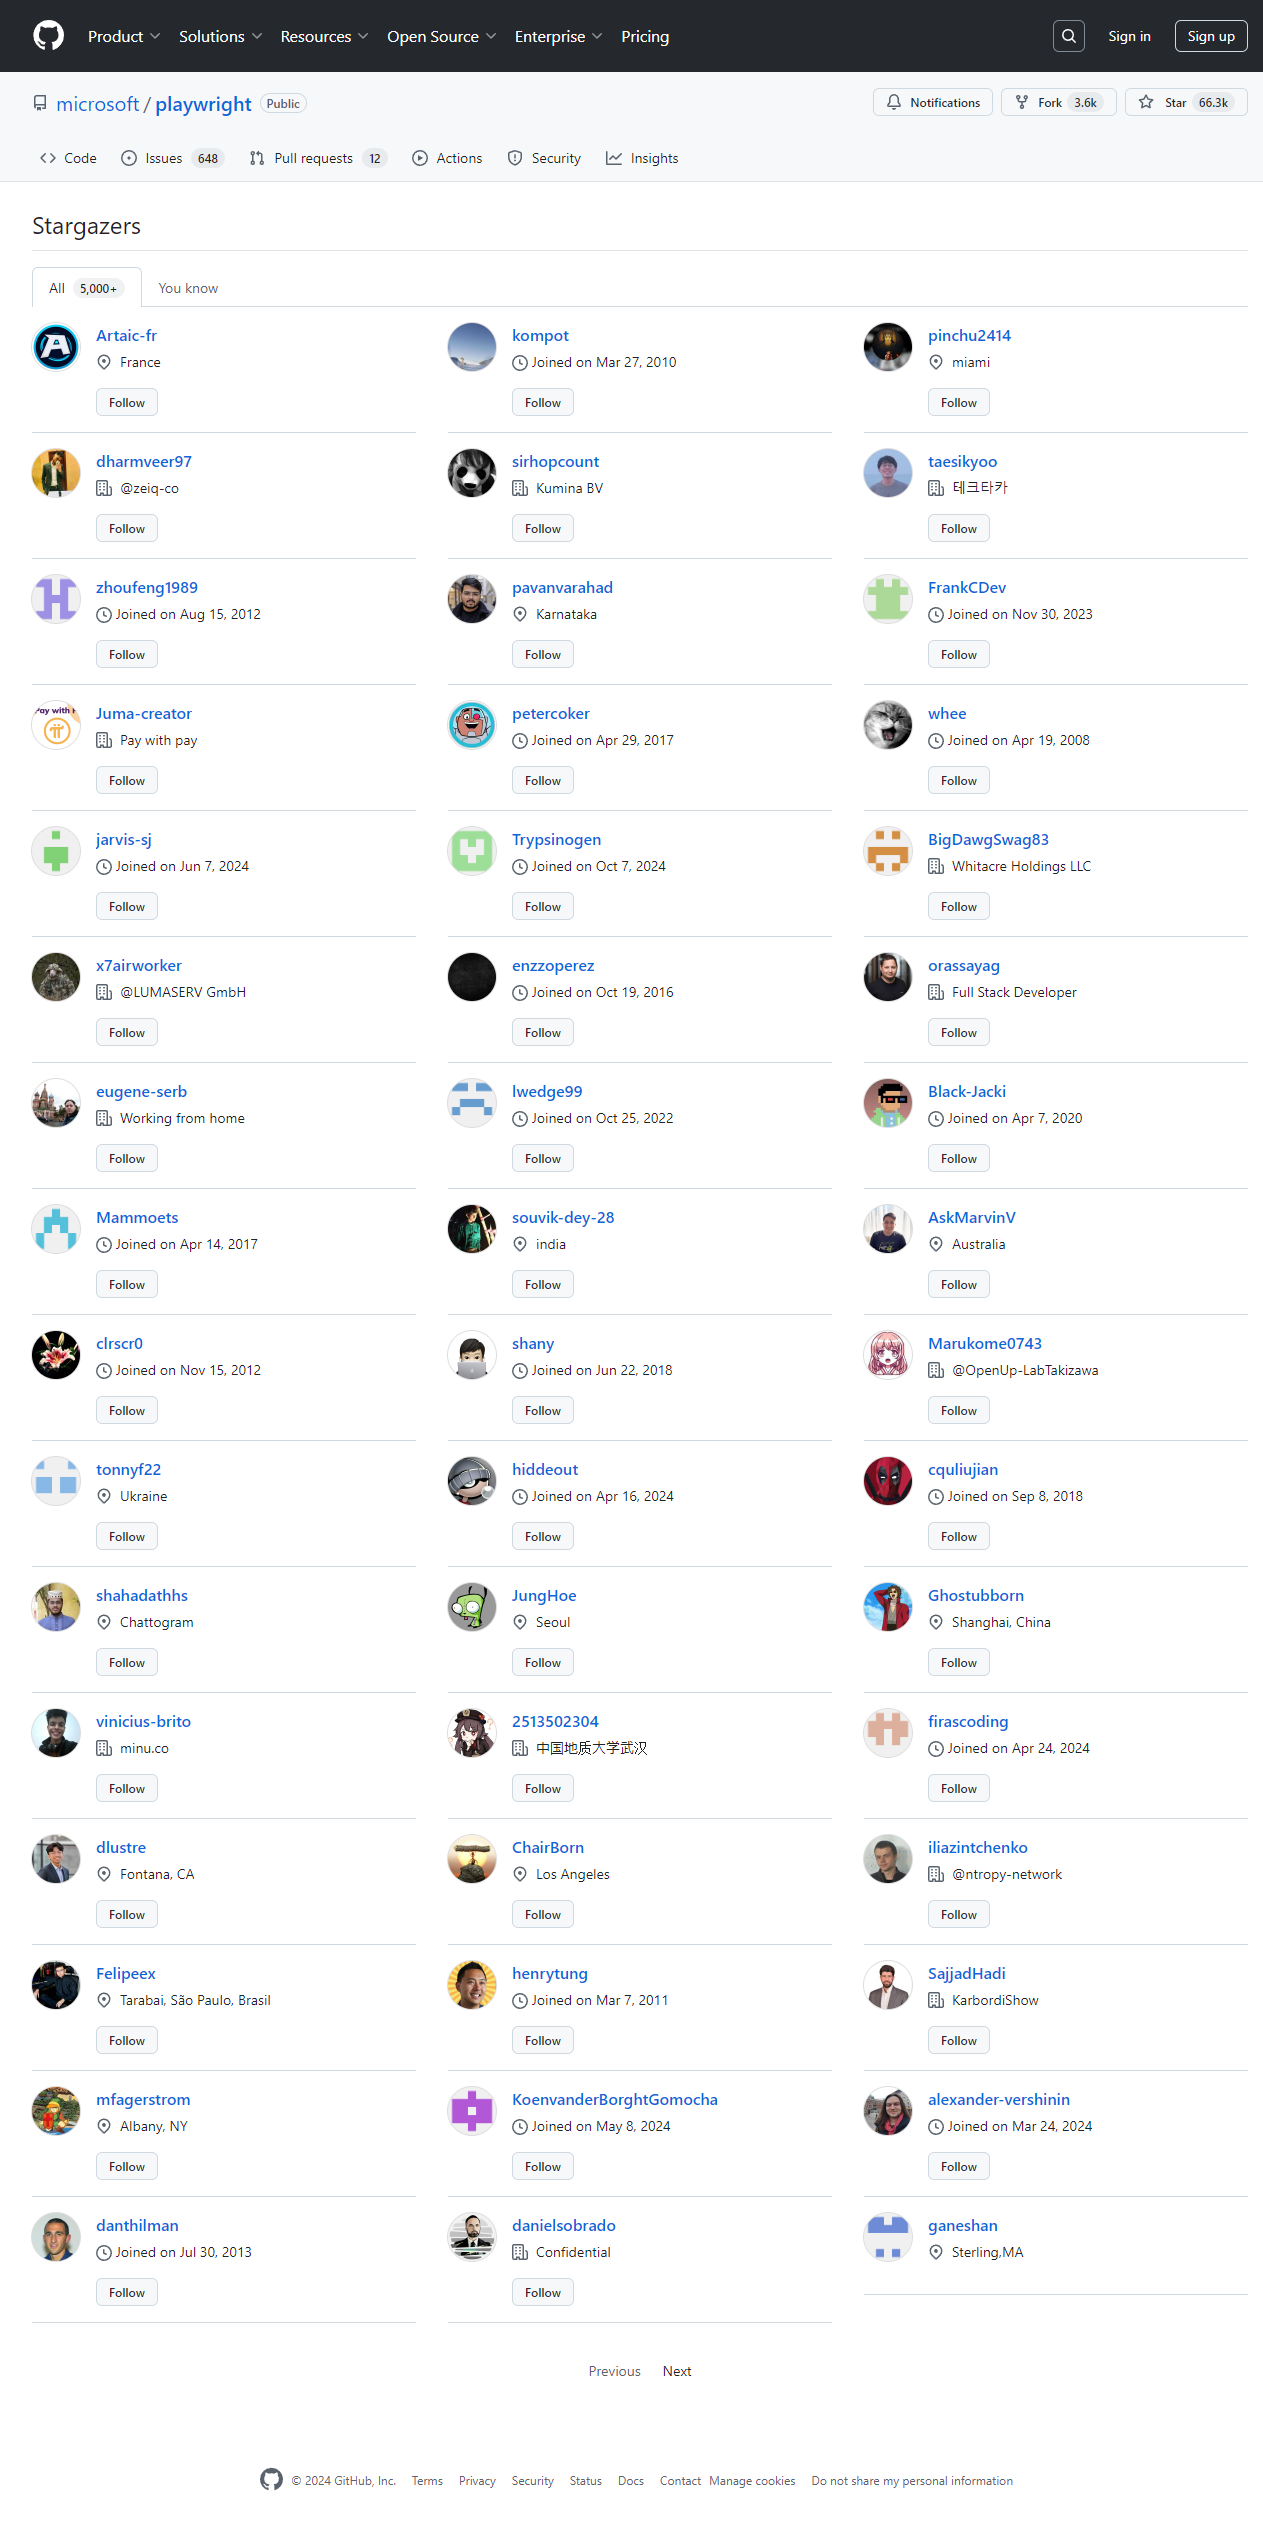 Product Solutions Resources Open Source Enterprise Pricing Sign in Sign up
microsoft / playwright Public Notifications Fork 3.6k Star 66.3k
Code Issues 648 Pull requests 12 Actions Security Insights
Stargazers
All 5,000+ You know
Artaic-fr
France
Follow
kompot
Joined on Mar 27, 2010
Follow
pinchu2414
miami
Follow
dharmveer97
@zeiq-co
Follow
sirhopcount
Kumina BV
Follow
taesikyoo
테크타카
Follow
zhoufeng1989
Joined on Aug 15, 2012
Follow
pavanvarahad
Karnataka
Follow
FrankCDev
Joined on Nov 30, 2023
Follow
Juma-creator
Pay with pay
Follow
petercoker
Joined on Apr 29, 2017
Follow
whee
Joined on Apr 19, 2008
Follow
jarvis-sj
Joined on Jun 7, 2024
Follow
Trypsinogen
Joined on Oct 7, 2024
Follow
BigDawgSwag83
Whitacre Holdings LLC
Follow
x7airworker
@LUMASERV GmbH
Follow
enzzoperez
Joined on Oct 19, 2016
Follow
orassayag
Full Stack Developer
Follow
eugene-serb
Working from home
Follow
lwedge99
Joined on Oct 25, 2022
Follow
Black-Jacki
Joined on Apr 7, 2020
Follow
Mammoets
Joined on Apr 14, 2017
Follow
souvik-dey-28
india
Follow
AskMarvinV
Australia
Follow
clrscr0
Joined on Nov 15, 2012
Follow
shany
Joined on Jun 22, 2018
Follow
Marukome0743
@OpenUp-LabTakizawa
Follow
tonnyf22
Ukraine
Follow
hiddeout
Joined on Apr 16, 2024
Follow
cquliujian
Joined on Sep 8, 2018
Follow
shahadathhs
Chattogram
Follow
JungHoe
Seoul
Follow
Ghostubborn
Shanghai, China
Follow
vinicius-brito
minu.co
Follow
2513502304
中国地质大学武汉
Follow
firascoding
Joined on Apr 24, 2024
Follow
dlustre
Fontana, CA
Follow
ChairBorn
Los Angeles
Follow
iliazintchenko
@ntropy-network
Follow
Felipeex
Tarabai, São Paulo, Brasil
Follow
henrytung
Joined on Mar 7, 2011
Follow
SajjadHadi
KarbordiShow
Follow
mfagerstrom
Albany, NY
Follow
KoenvanderBorghtGomocha
Joined on May 8, 2024
Follow
alexander-vershinin
Joined on Mar 24, 2024
Follow
danthilman
Joined on Jul 30, 2013
Follow
danielsobrado
Confidential
Follow
ganeshan
Sterling,MA
Previous Next
© 2024 GitHub, Inc. Terms Privacy Security Status Docs Contact Manage cookies Do not share my personal information